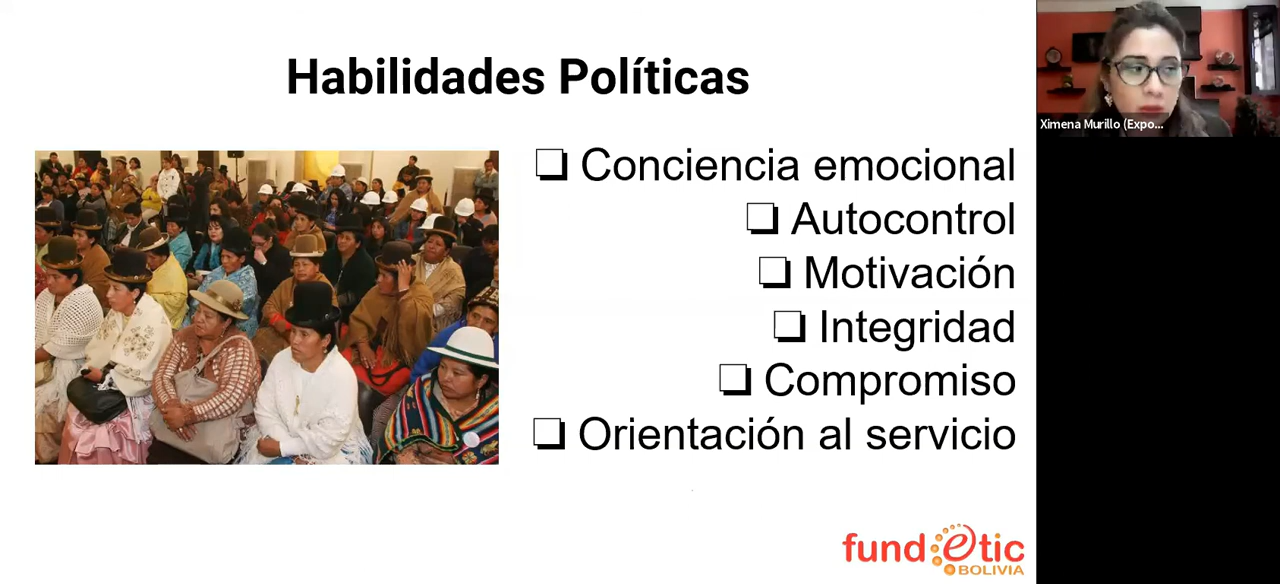 Habilidades Políticas
Ximena Murillo (Expo...
❏ Conciencia emocional
❏ Autocontrol
❏ Motivación
❏ Integridad
❏ Compromiso
❏ Orientación al servicio
fundetic
BOLIVIA